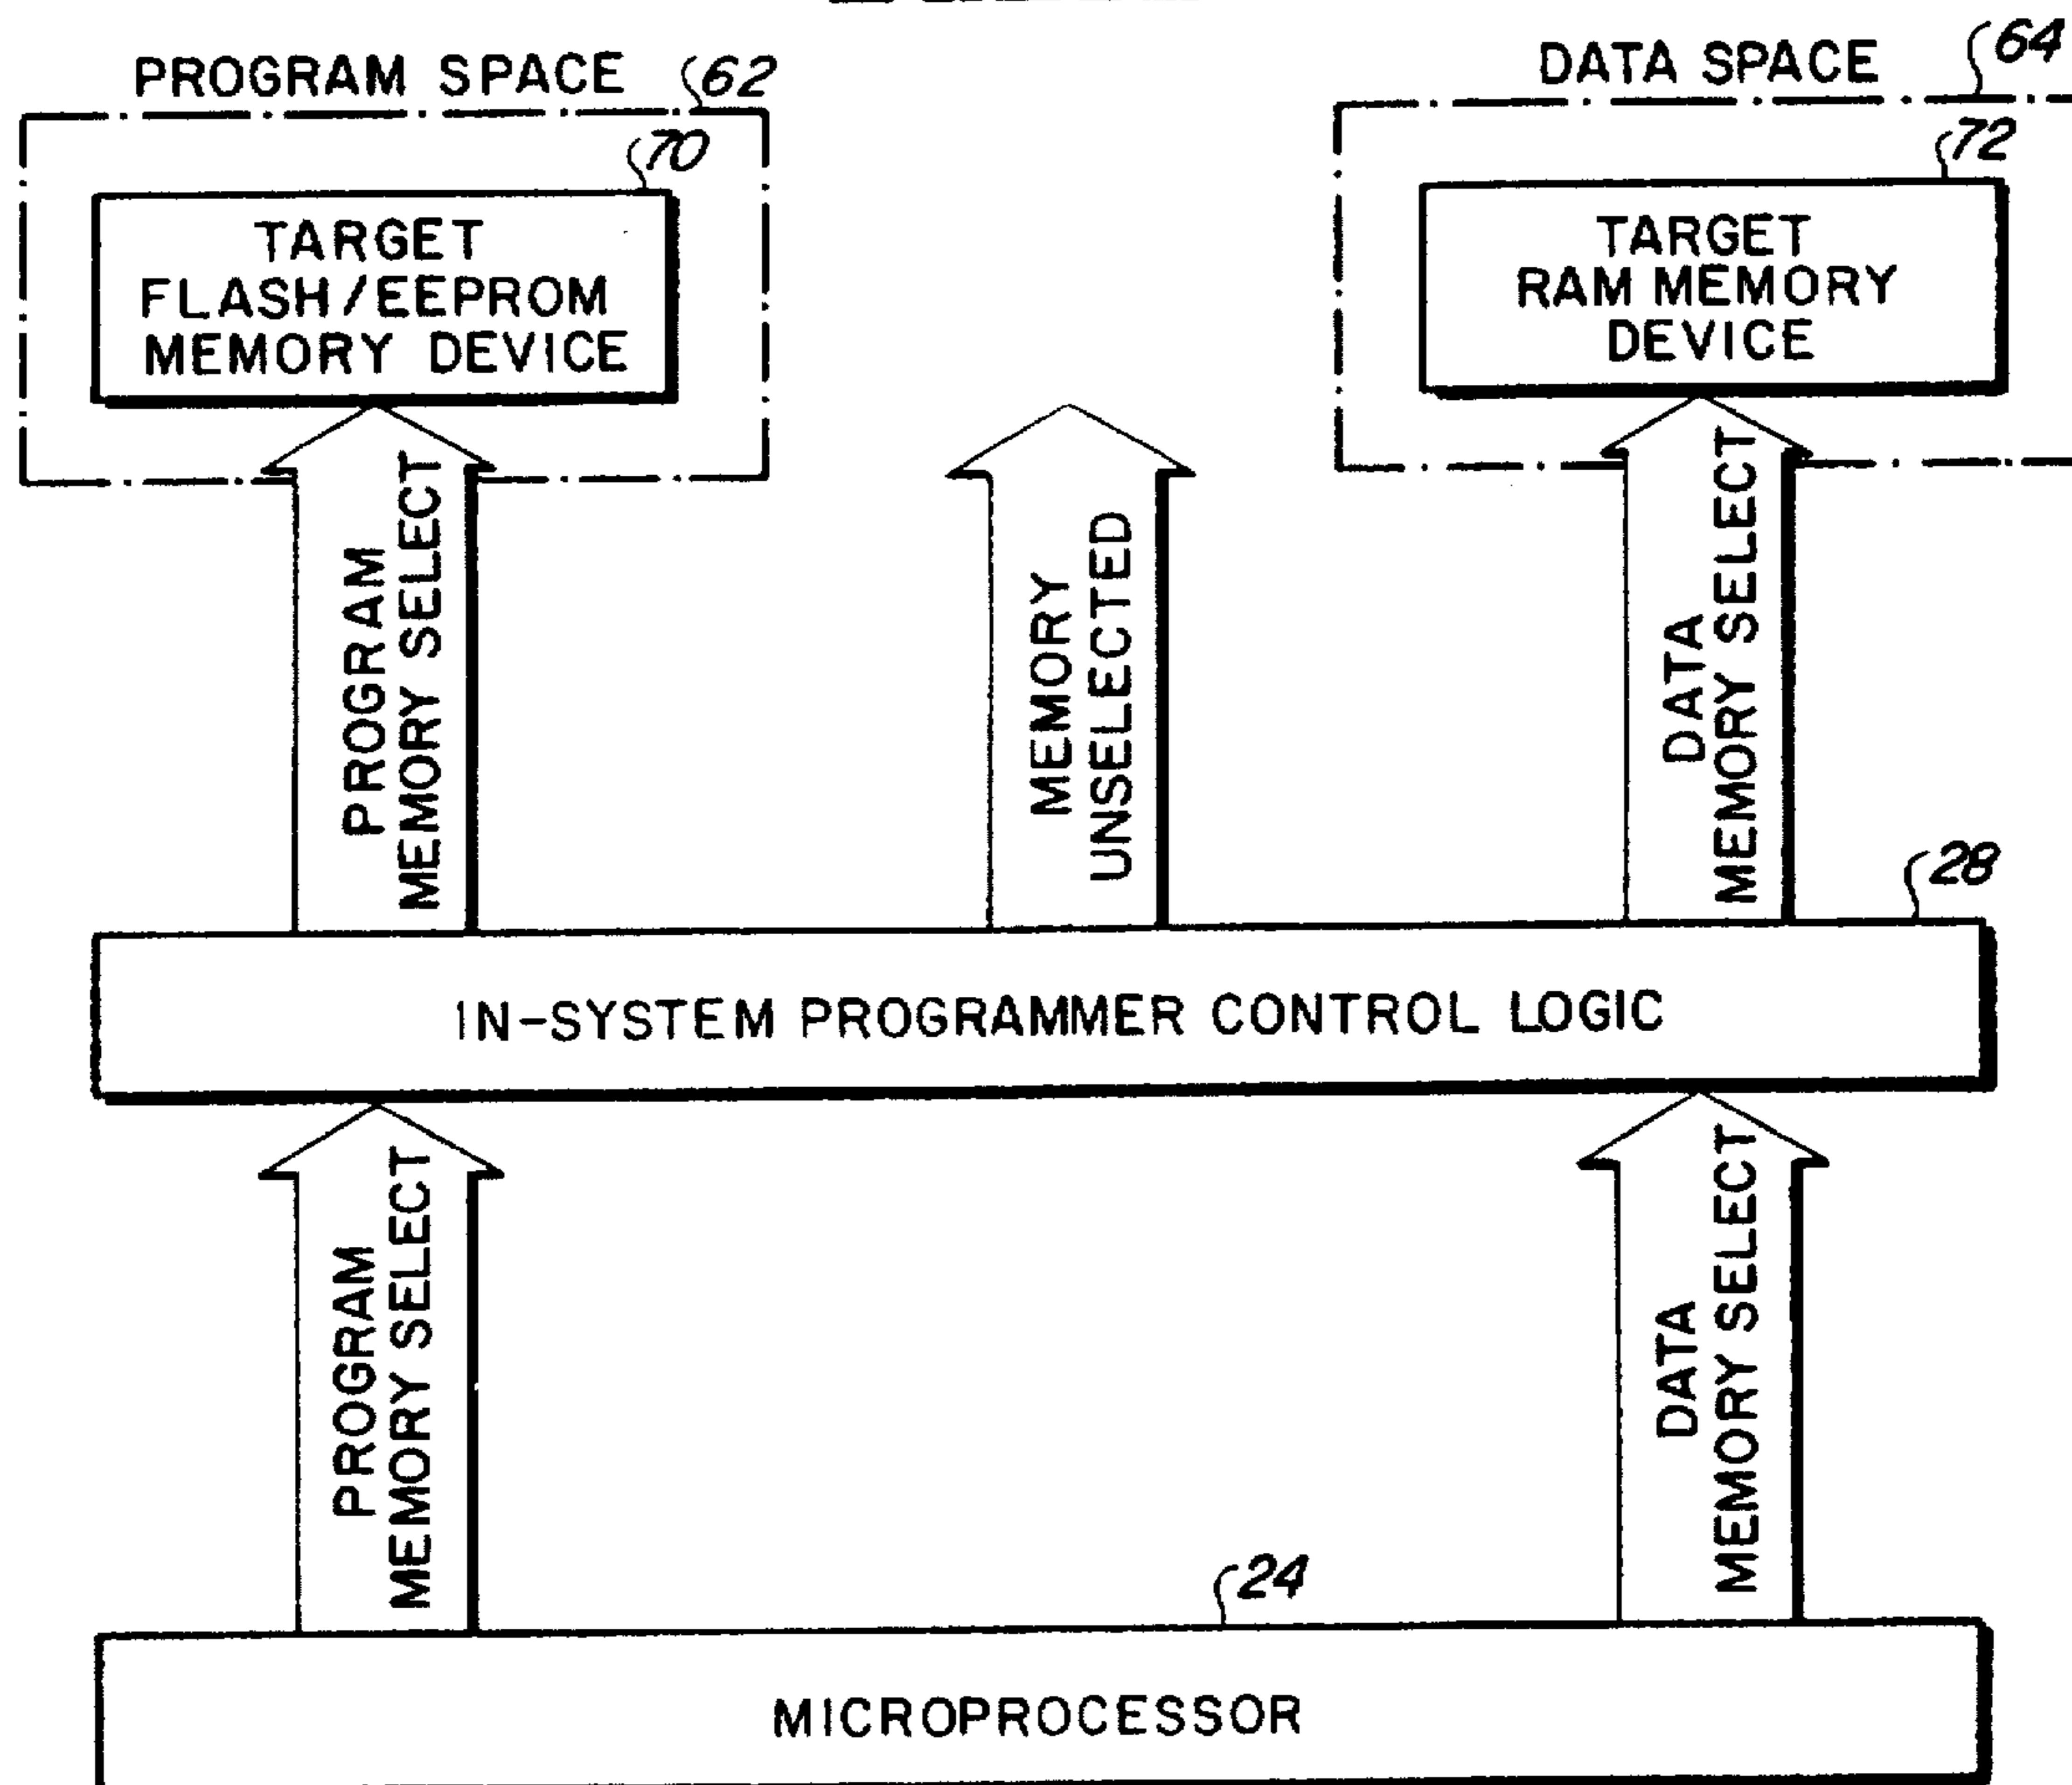 PROGRAM SPACE 62
DATA SPACE 64
70
72
TARGET
FLASH/EEPROM
MEMORY DEVICE
TARGET
RAM MEMORY
DEVICE
PROGRAM
MEMORY SELECT
MEMORY
UNSELECTED
DATA
MEMORY SELECT
28
IN-SYSTEM PROGRAMMER CONTROL LOGIC
PROGRAM
MEMORY SELECT
DATA
MEMORY SELECT
24
MICROPROCESSOR